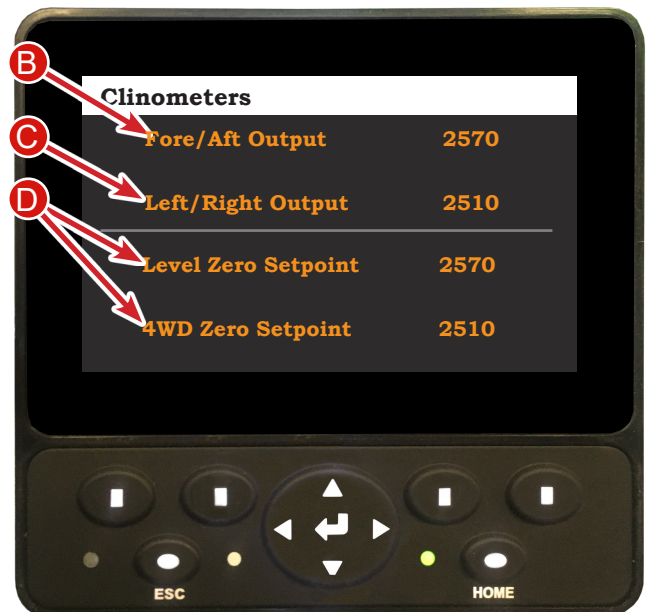 B
Clinometers
Fore/Aft Output 2570
C
Left/Right Output 2510
D
Level Zero Setpoint 2570
4WD Zero Setpoint 2510
ESC
HOME